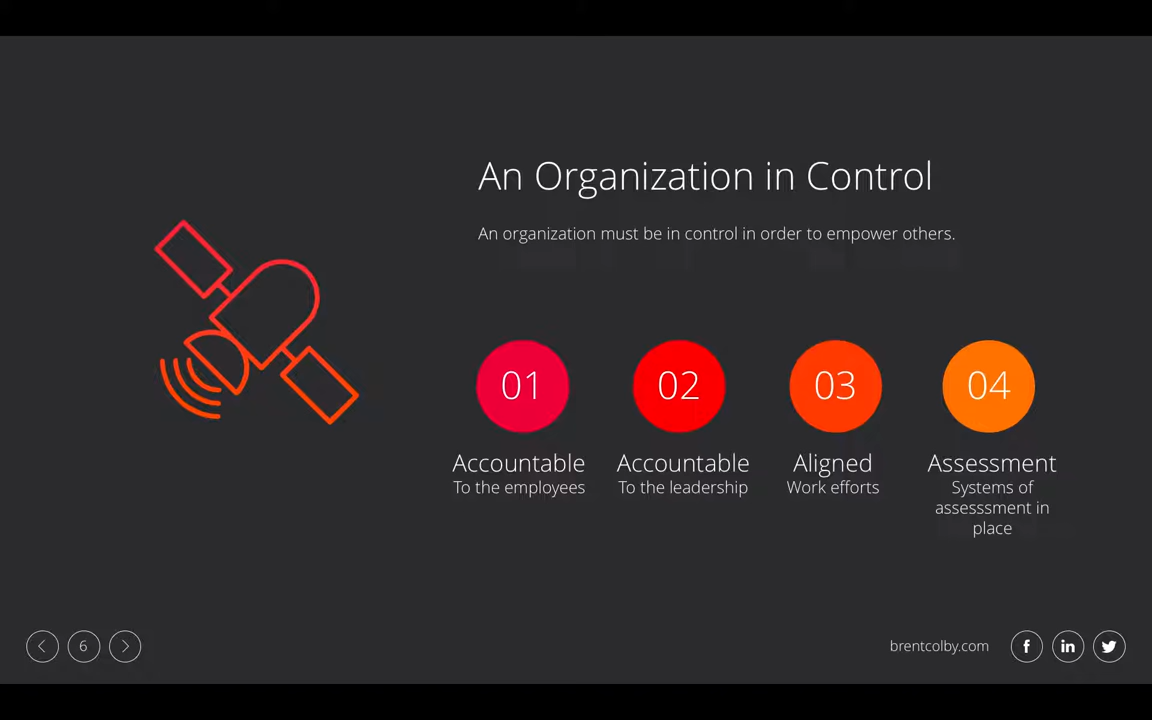 An Organization in Control
An organization must be in control in order to empower others.
01
02
03
04
Accountable
To the employees
Accountable
To the leadership
Aligned
Work efforts
Assessment
Systems of
assesssment in
place
6
brentcolby.com
f
in